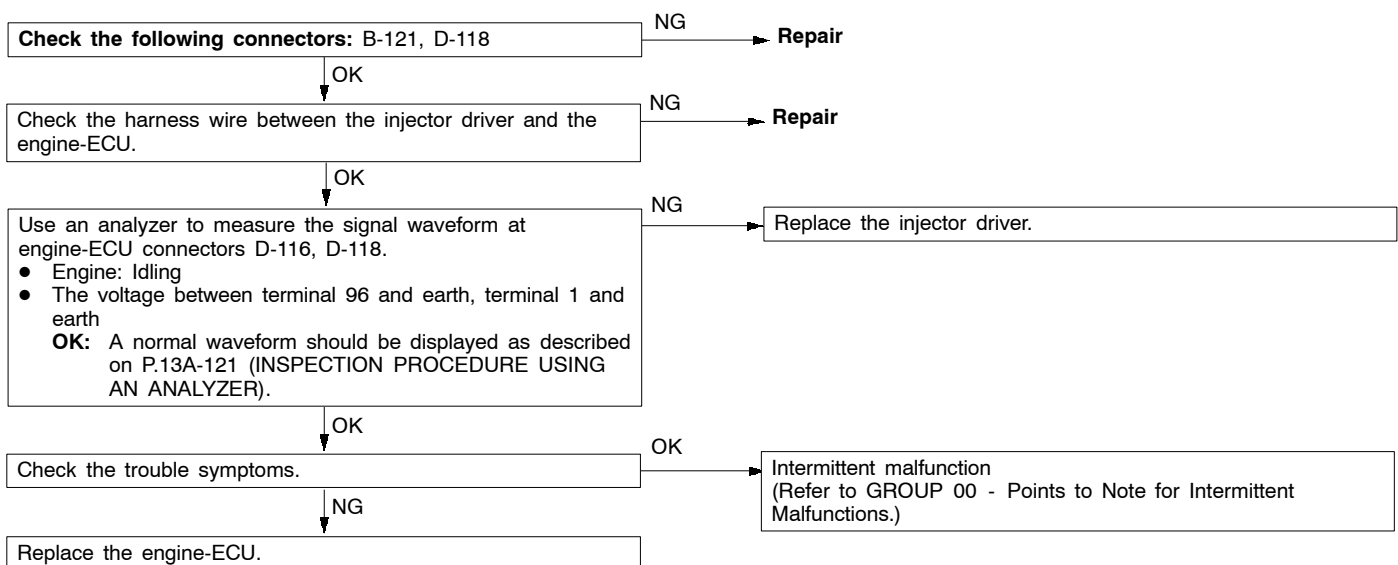 Check the following connectors: B-121, D-118
NG
Repair
OK
Check the harness wire between the injector driver and the
engine-ECU.
NG
Repair
OK
Use an analyzer to measure the signal waveform at
engine-ECU connectors D-116, D-118.
● Engine: Idling
● The voltage between terminal 96 and earth, terminal 1 and
earth
OK: A normal waveform should be displayed as described
on P.13A-121 (INSPECTION PROCEDURE USING
AN ANALYZER).
NG
Replace the injector driver.
OK
Check the trouble symptoms.
OK
Intermittent malfunction
(Refer to GROUP 00 - Points to Note for Intermittent
Malfunctions.)
NG
Replace the engine-ECU.